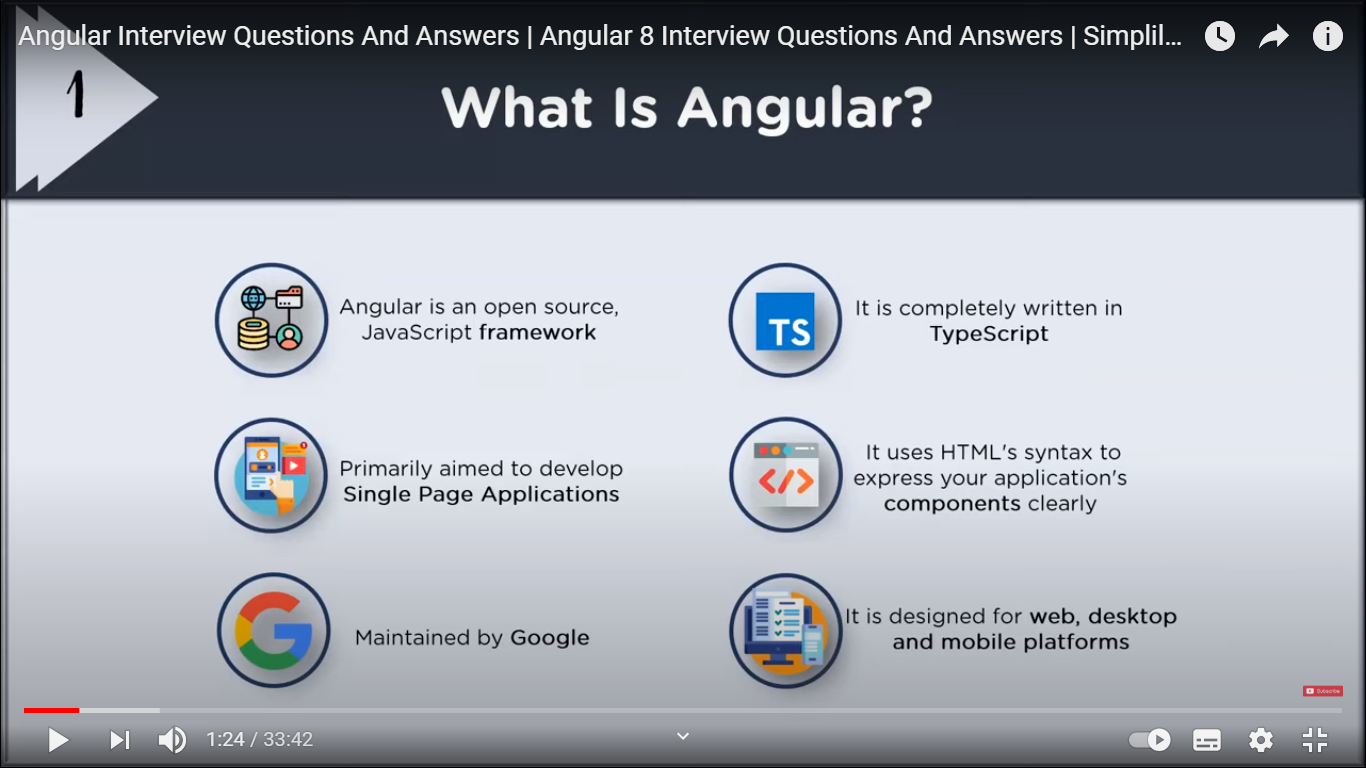 Angular Interview Questions And Answers | Angular 8 Interview Questions And Answers | Simplil...
1
What Is Angular?
Angular is an open source,
JavaScript framework
TS
It is completely written in
TypeScript
Primarily aimed to develop
Single Page Applications
</>
It uses HTML's syntax to
express your application's
components clearly
Maintained by Google
It is designed for web, desktop
and mobile platforms
Subscribe
1:24 / 33:42